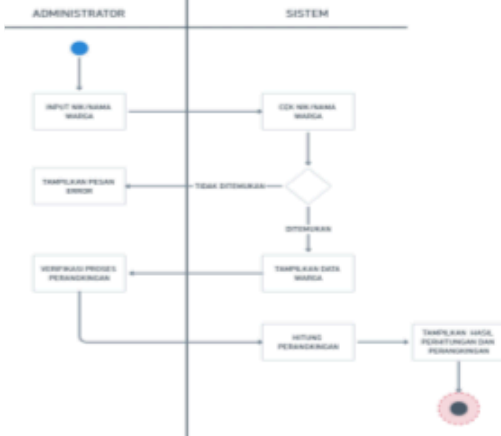 ADMINISTRATOR
SISTEM
INPUT NIK/NAMA
WARGA
CEK NIK/NAMA
WARGA
TAMPILKAN PESAN
ERROR
TIDAK DITEMUKAN
DITEMUKAN
VERIFIKASI PROSES
PERANGKINGAN
TAMPILKAN DATA
WARGA
HITUNG
PERANGKINGAN
TAMPILKAN HASIL
PERHITUNGAN DAN
PERANGKINGAN